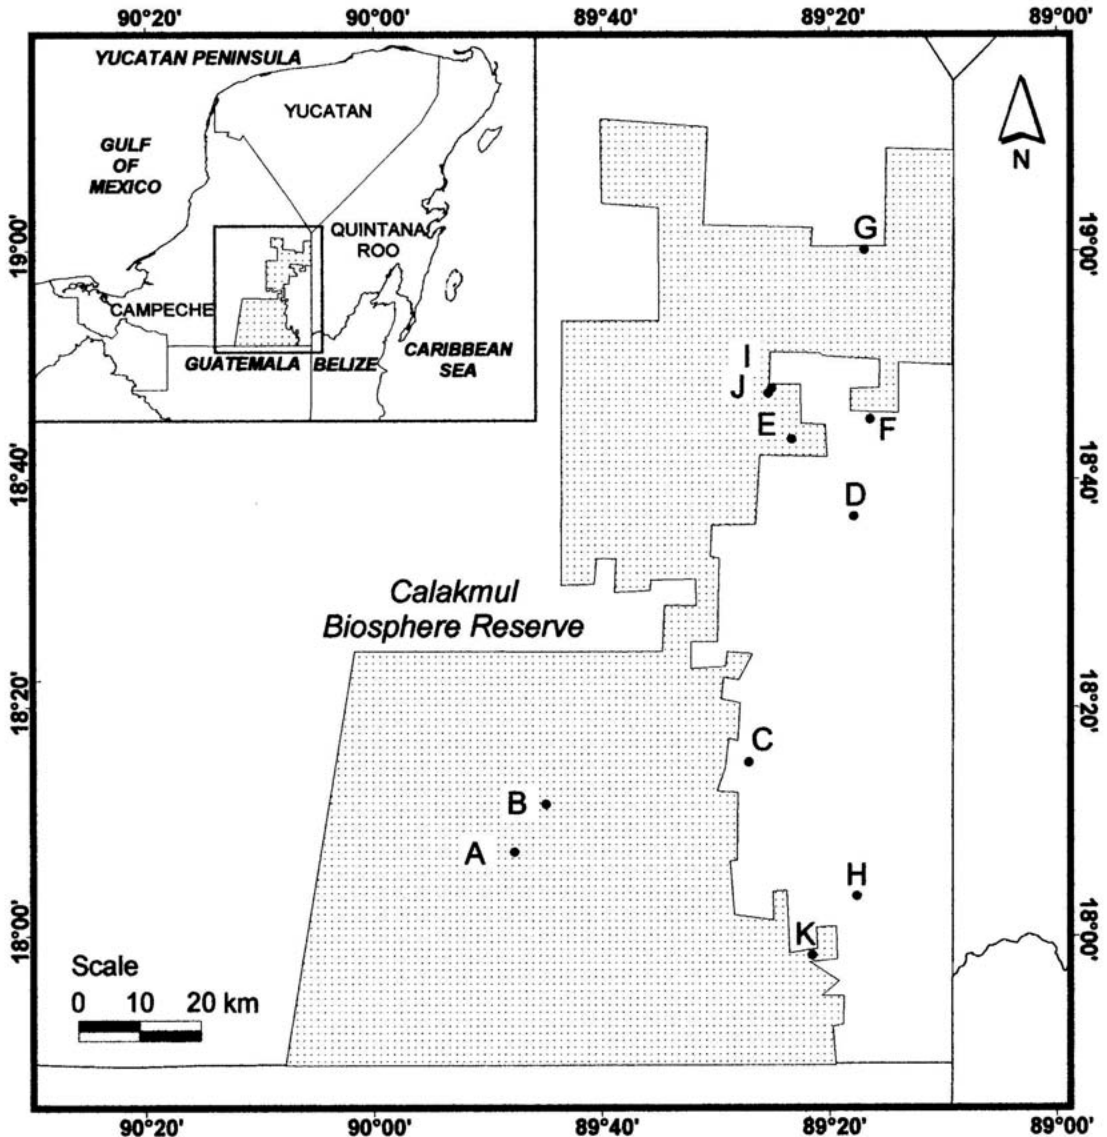 90°20' 90°00' 89°40' 89°20' 89°00'
YUCATAN PENINSULA
YUCATAN
GULF
OF
MEXICO
N
QUINTANA
ROO
CAMPECHE
GUATEMALA BELIZE
CARIBBEAN
SEA
19°00' 19°00'
G
I
J
E
F
18°40' 18°40'
D
Calakmul
Biosphere Reserve
18°20' 18°20'
C
B
A
H
K
18°00' 18°00'
Scale
0 10 20 km
90°20' 90°00' 89°40' 89°20' 89°00'